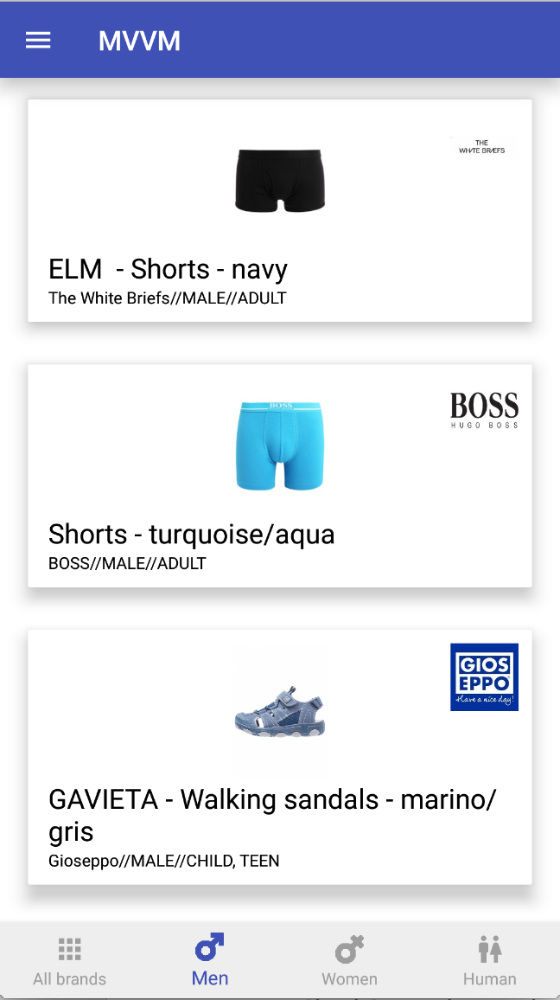 MVVM
THE
WHITE BRIEFS
ELM  - Shorts - navy
The White Briefs//MALE//ADULT
BOSS
BOSS
HUGO BOSS
Shorts - turquoise/aqua
BOSS//MALE//ADULT
GIOS
EPPO
Have a nice day!
GAVIETA - Walking sandals - marino/
gris
Gioseppo//MALE//CHILD, TEEN
All brands
Men
Women
Human